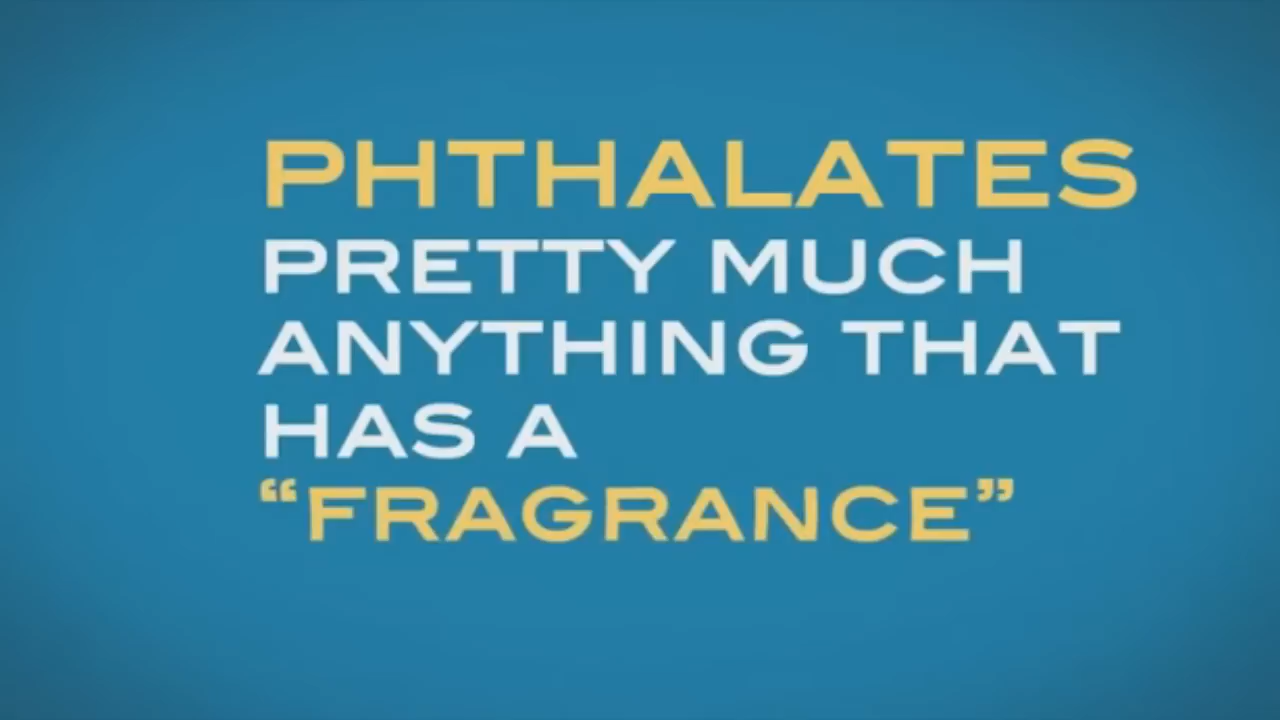 PHTHALATES
PRETTY MUCH
ANYTHING THAT
HAS A
“FRAGRANCE”